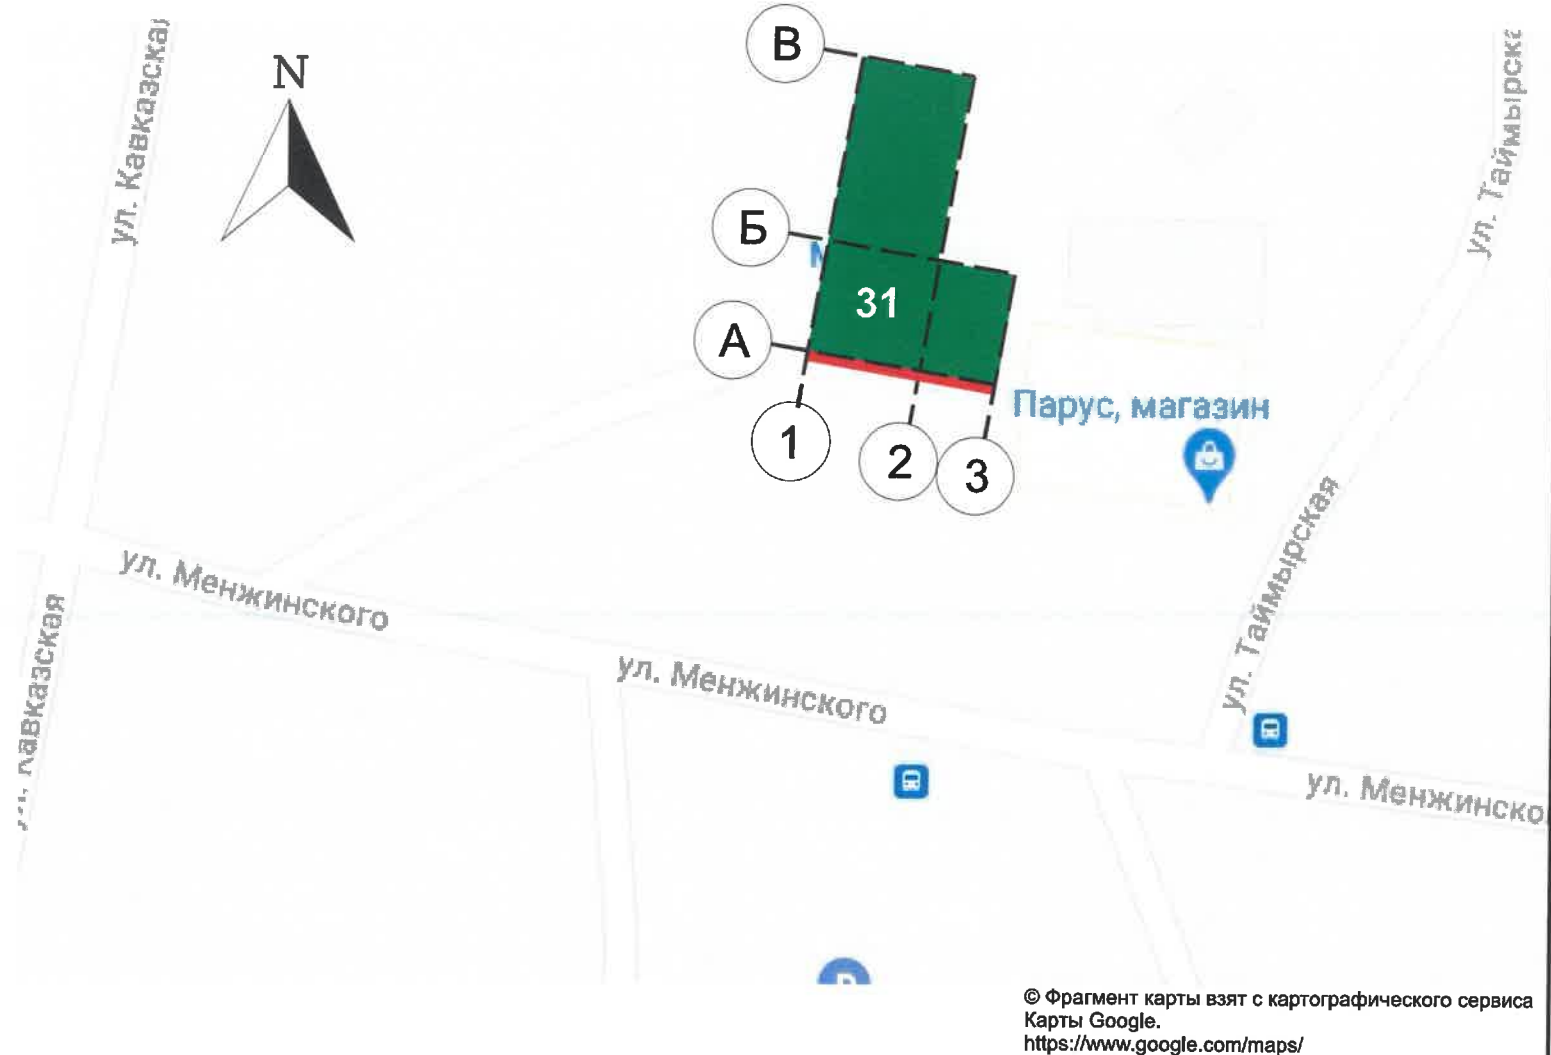 В
ул. Кавказская
N
ул. Таймырска
Б
М
31
А
Парус, магазин
1
2
3
ул. Менжинского
ул. Таймырская
ул. Кавказская
ул. Менжинского
ул. Менжинско
© Фрагмент карты взят с картографического сервиса
Карты Google.
https://www.google.com/maps/